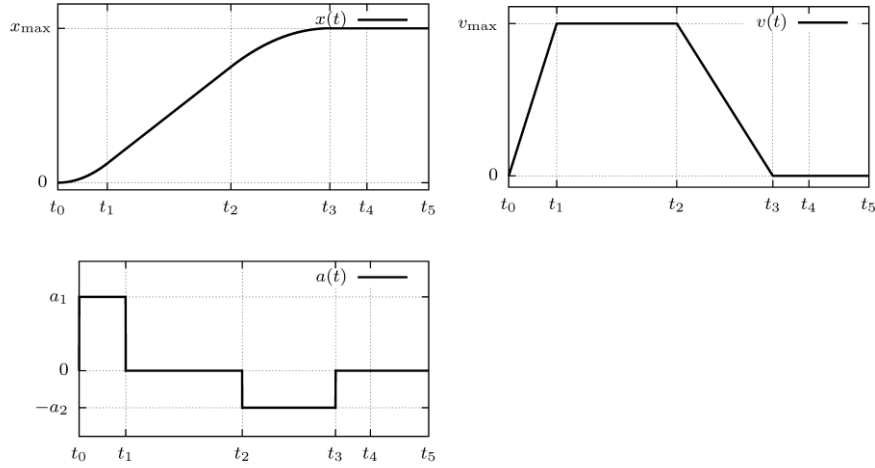 x_max
x(t)
0
t_0 t_1 t_2 t_3 t_4 t_5
v_max
v(t)
0
t_0 t_1 t_2 t_3 t_4 t_5
a(t)
a_1
0
−a_2
t_0 t_1 t_2 t_3 t_4 t_5